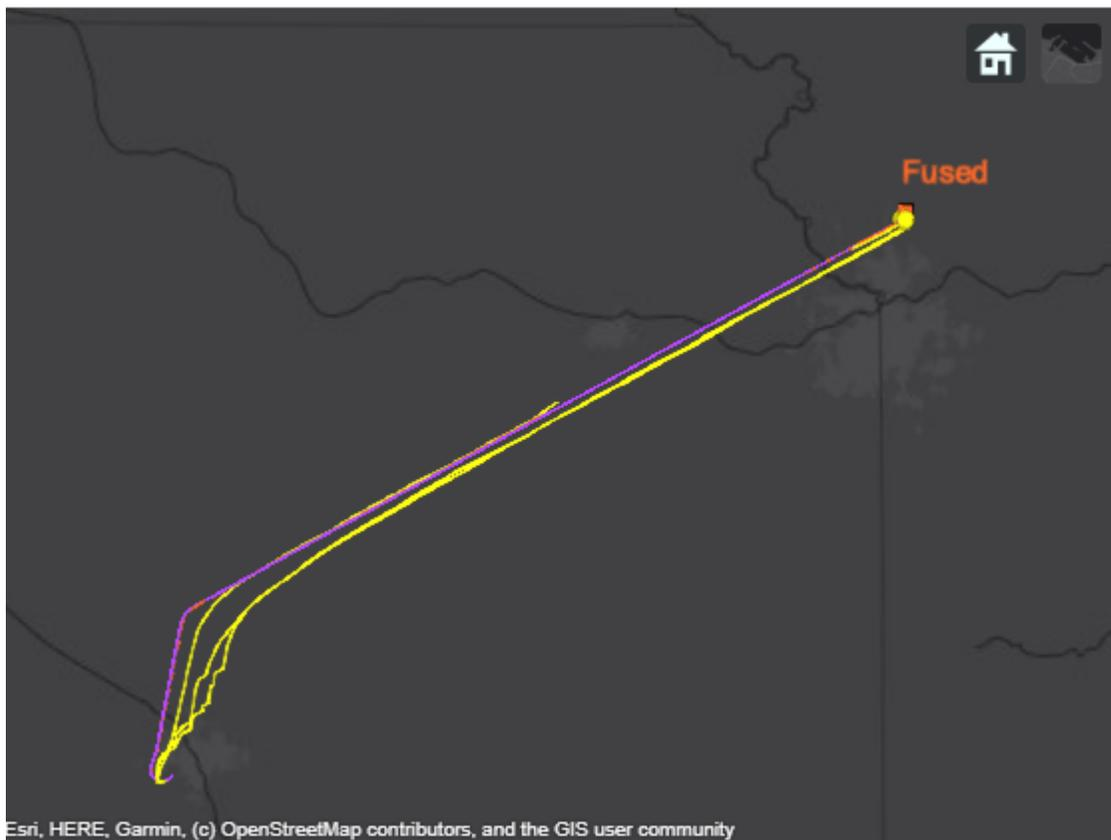 Fused
Esri, HERE, Garmin, (c) OpenStreetMap contributors, and the GIS user community